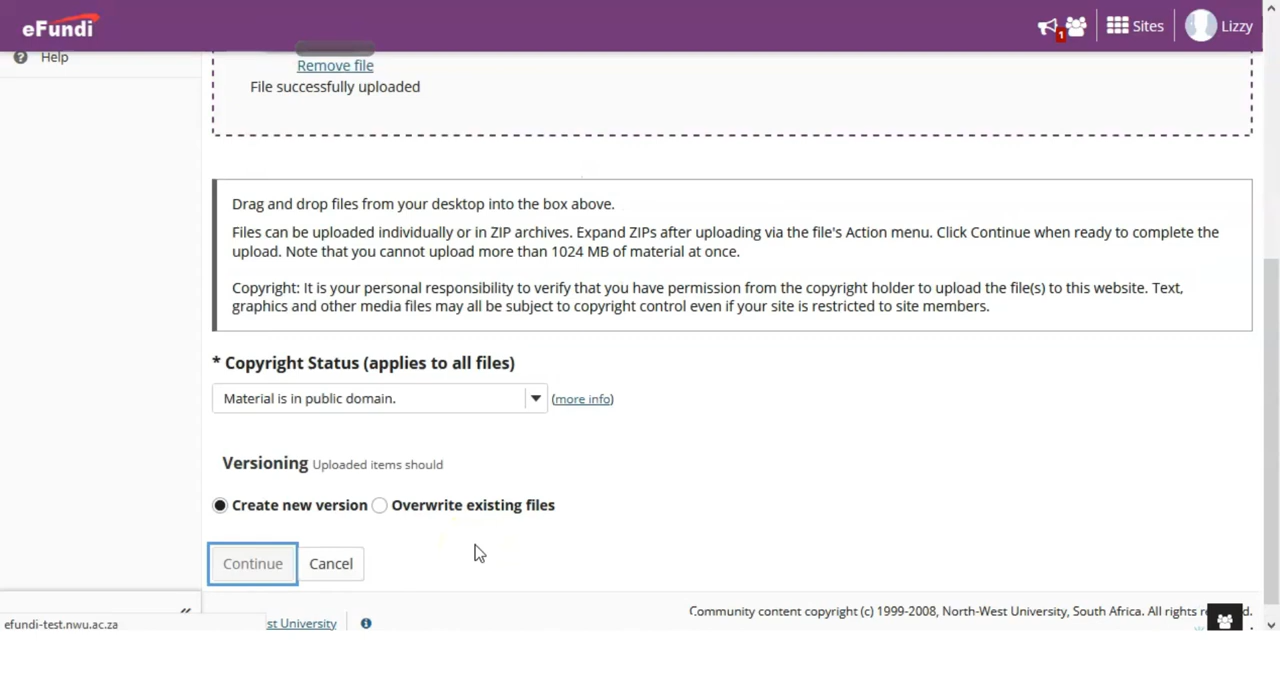 eFundi
1
Sites
Lizzy
Help
Remove file
File successfully uploaded
Drag and drop files from your desktop into the box above.
Files can be uploaded individually or in ZIP archives. Expand ZIPs after uploading via the file's Action menu. Click Continue when ready to complete the
upload. Note that you cannot upload more than 1024 MB of material at once.
Copyright: It is your personal responsibility to verify that you have permission from the copyright holder to upload the file(s) to this website. Text,
graphics and other media files may all be subject to copyright control even if your site is restricted to site members.
* Copyright Status (applies to all files)
Material is in public domain.
(more info)
Versioning Uploaded items should
Create new version
Overwrite existing files
Continue
Cancel
Community content copyright (c) 1999-2008, North-West University, South Africa. All rights
efundi-test.nwu.ac.za
st University